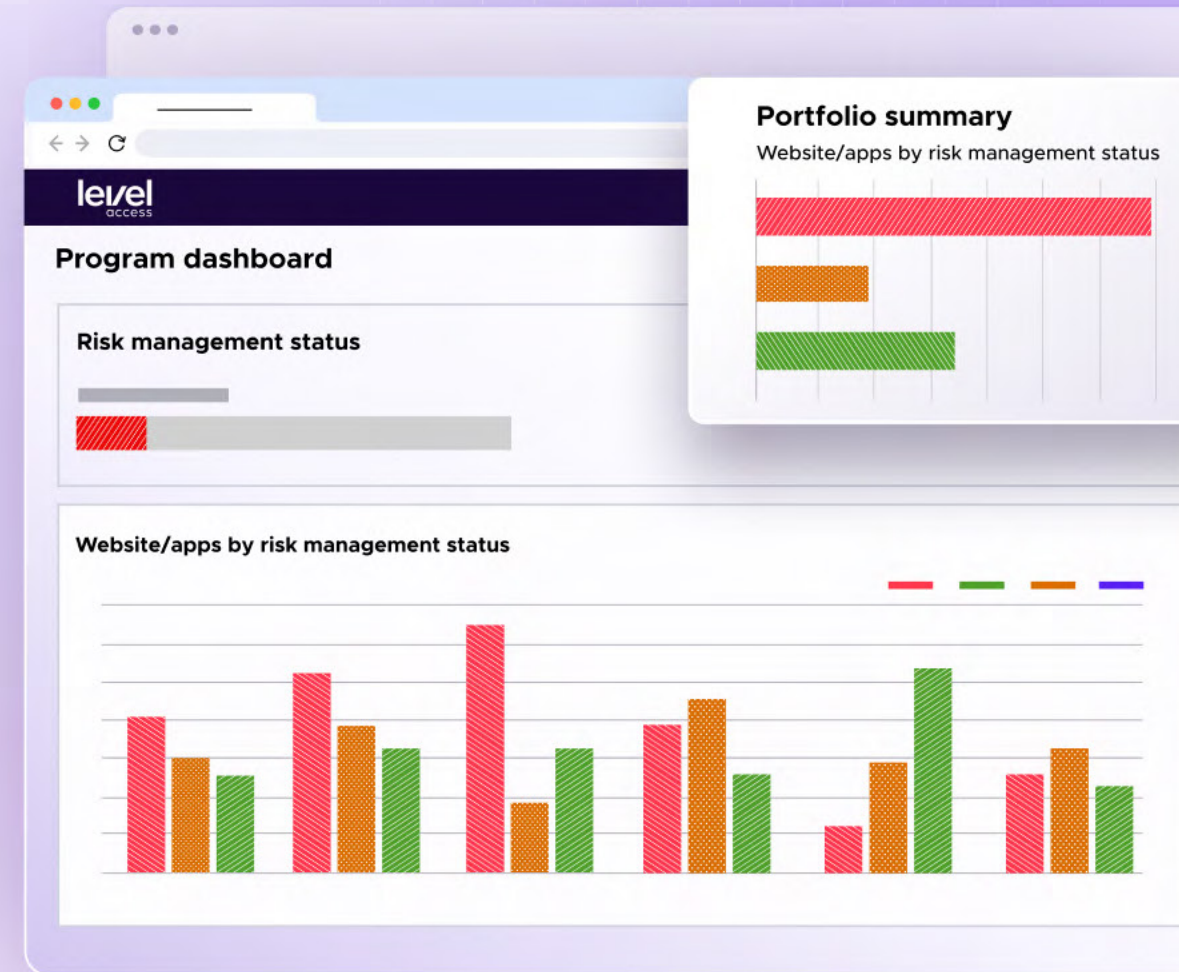 level
access
Program dashboard
Risk management status
Portfolio summary
Website/apps by risk management status
Website/apps by risk management status